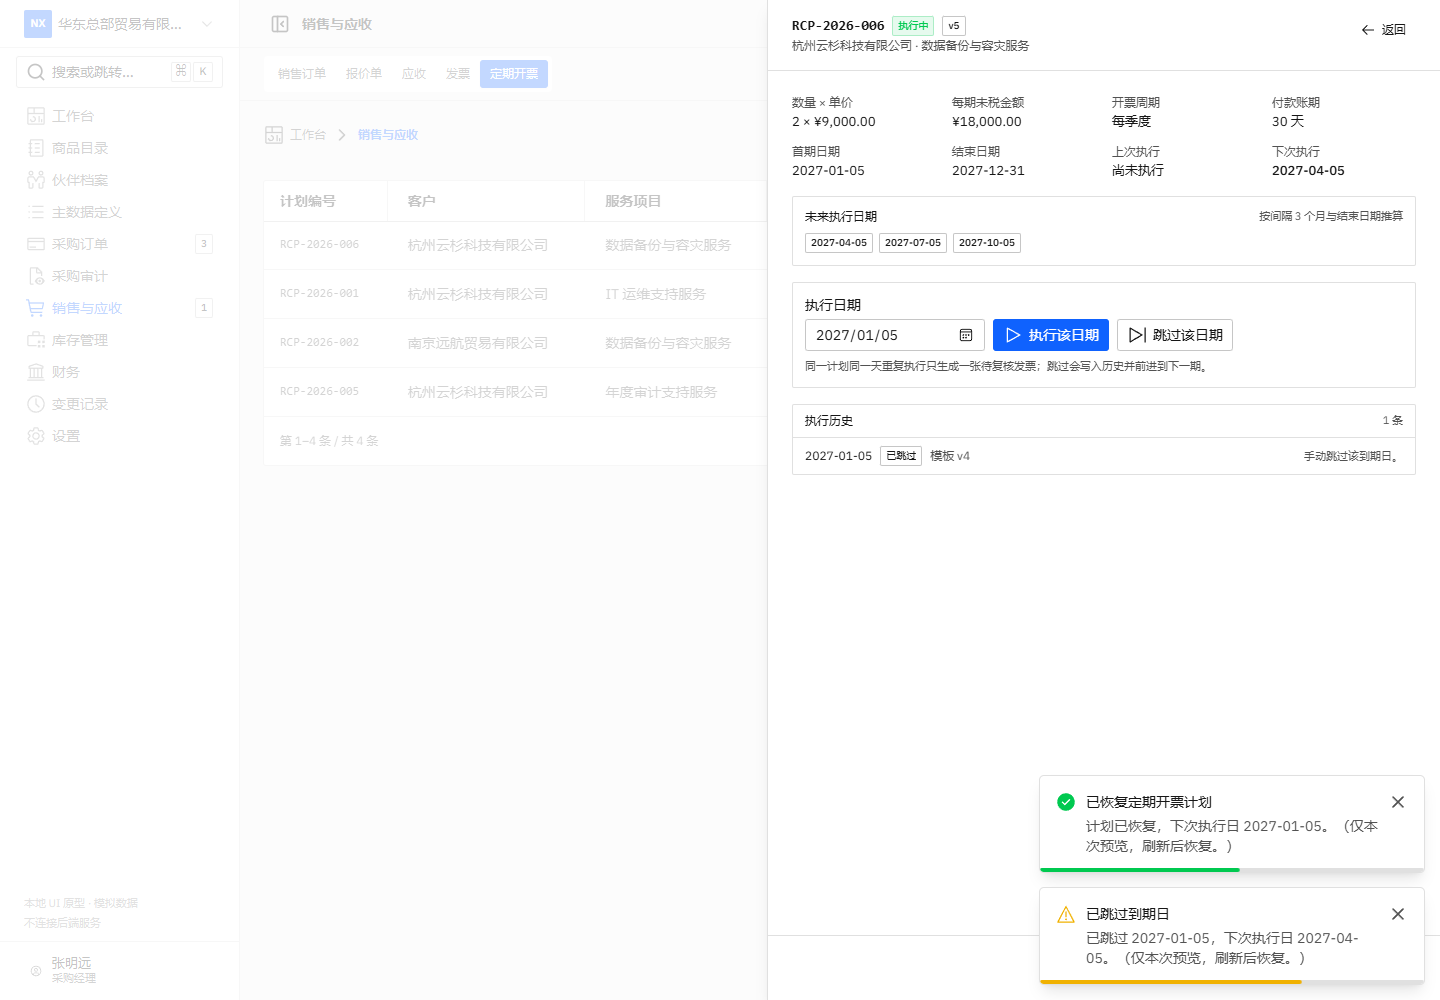 NX 华东总部贸易有限...
搜索或跳转... ⌘ K
工作台
商品目录
伙伴档案
主数据定义
采购订单 3
采购审计
销售与应收 1
库存管理
财务
变更记录
设置
本地 UI 原型 · 模拟数据
不连接后端服务
张明远
采购经理
销售与应收
销售订单 报价单 应收 发票 定期开票
工作台 销售与应收
计划编号 客户 服务项目
RCP-2026-006 杭州云杉科技有限公司 数据备份与容灾服务
RCP-2026-001 杭州云杉科技有限公司 IT 运维支持服务
RCP-2026-002 南京远航贸易有限公司 数据备份与容灾服务
RCP-2026-005 杭州云杉科技有限公司 年度审计支持服务
第 1–4 条 / 共 4 条
RCP-2026-006 执行中 v5
杭州云杉科技有限公司 · 数据备份与容灾服务
返回
数量 × 单价 每期未税金额 开票周期 付款账期
2 × ¥9,000.00 ¥18,000.00 每季度 30 天
首期日期 结束日期 上次执行 下次执行
2027-01-05 2027-12-31 尚未执行 2027-04-05
未来执行日期 按间隔 3 个月与结束日期推算
2027-04-05 2027-07-05 2027-10-05
执行日期
2027/01/05 执行该日期 跳过该日期
同一计划同一天重复执行只生成一张待复核发票；跳过会写入历史并前进到下一期。
执行历史 1 条
2027-01-05 已跳过 模板 v4 手动跳过该到期日。
已恢复定期开票计划
计划已恢复，下次执行日 2027-01-05。（仅本
次预览，刷新后恢复。）
已跳过到期日
已跳过 2027-01-05，下次执行日 2027-04-
05。（仅本次预览，刷新后恢复。）